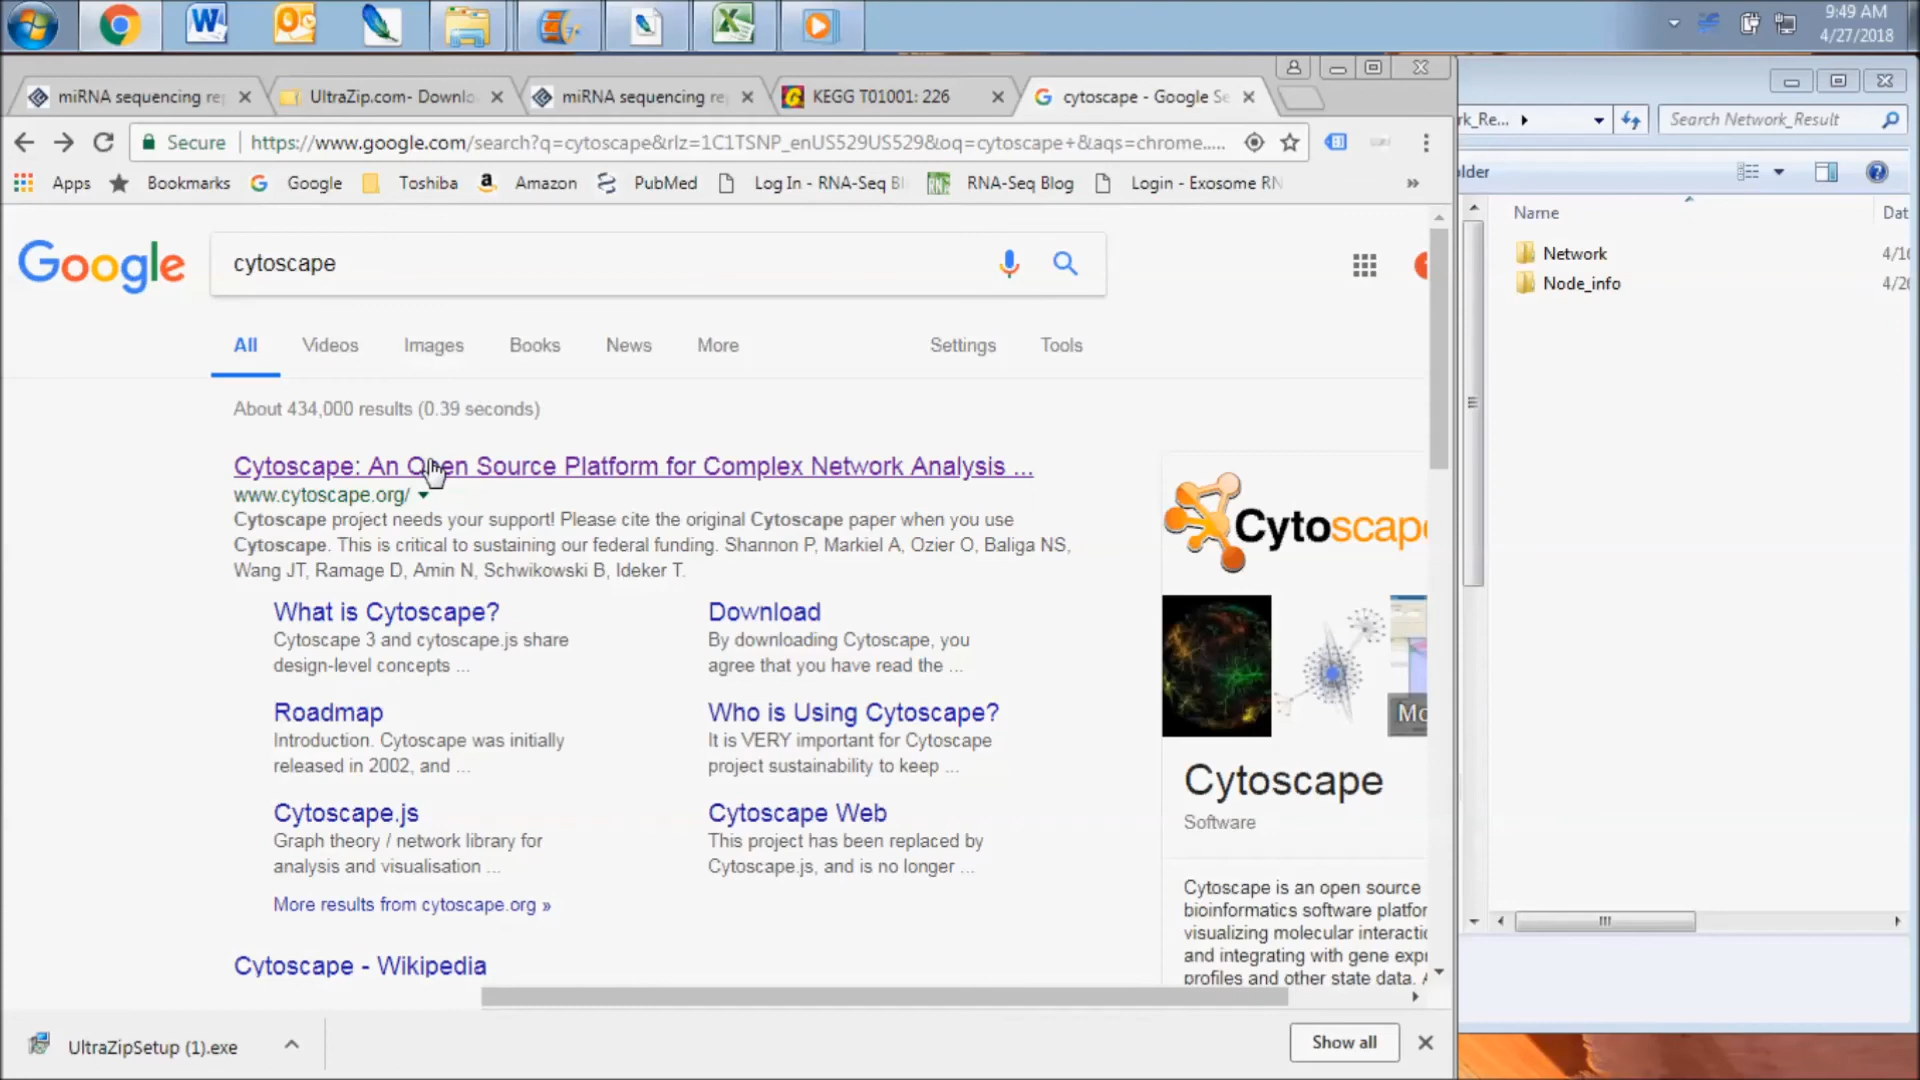 9:49 AM
4/27/2018
miRNA sequencing re
UltraZip.com- Downlo
miRNA sequencing re
KEGG T01001: 226
cytoscape - Google Se
Secure
https://www.google.com/search?q=cytoscape&rlz=1C1TSNP_enUS529US529&oq=cytoscape+&aqs=chrome.....
Apps
Bookmarks
Google
Toshiba
Amazon
PubMed
Log In - RNA-Seq Bl
RNA-Seq Blog
Login - Exosome RN
»
rk_Re...
Search Network_Result
older
Name
Dat
Network
4/16
Node_info
4/26
Google
cytoscape
All
Videos
Images
Books
News
More
Settings
Tools
About 434,000 results (0.39 seconds)
Cytoscape: An Open Source Platform for Complex Network Analysis ...
www.cytoscape.org/
Cytoscape project needs your support! Please cite the original Cytoscape paper when you use
Cytoscape. This is critical to sustaining our federal funding. Shannon P, Markiel A, Ozier O, Baliga NS,
Wang JT, Ramage D, Amin N, Schwikowski B, Ideker T.
What is Cytoscape?
Cytoscape 3 and cytoscape.js share
design-level concepts ...
Download
By downloading Cytoscape, you
agree that you have read the ...
Roadmap
Introduction. Cytoscape was initially
released in 2002, and ...
Who is Using Cytoscape?
It is VERY important for Cytoscape
project sustainability to keep ...
Cytoscape.js
Graph theory / network library for
analysis and visualisation ...
Cytoscape Web
This project has been replaced by
Cytoscape.js, and is no longer ...
More results from cytoscape.org »
Cytoscape - Wikipedia
Cytoscape
Mo
Cytoscape
Software
Cytoscape is an open source
bioinformatics software platfor
visualizing molecular interactio
and integrating with gene expr
profiles and other state data. A
UltraZipSetup (1).exe
Show all